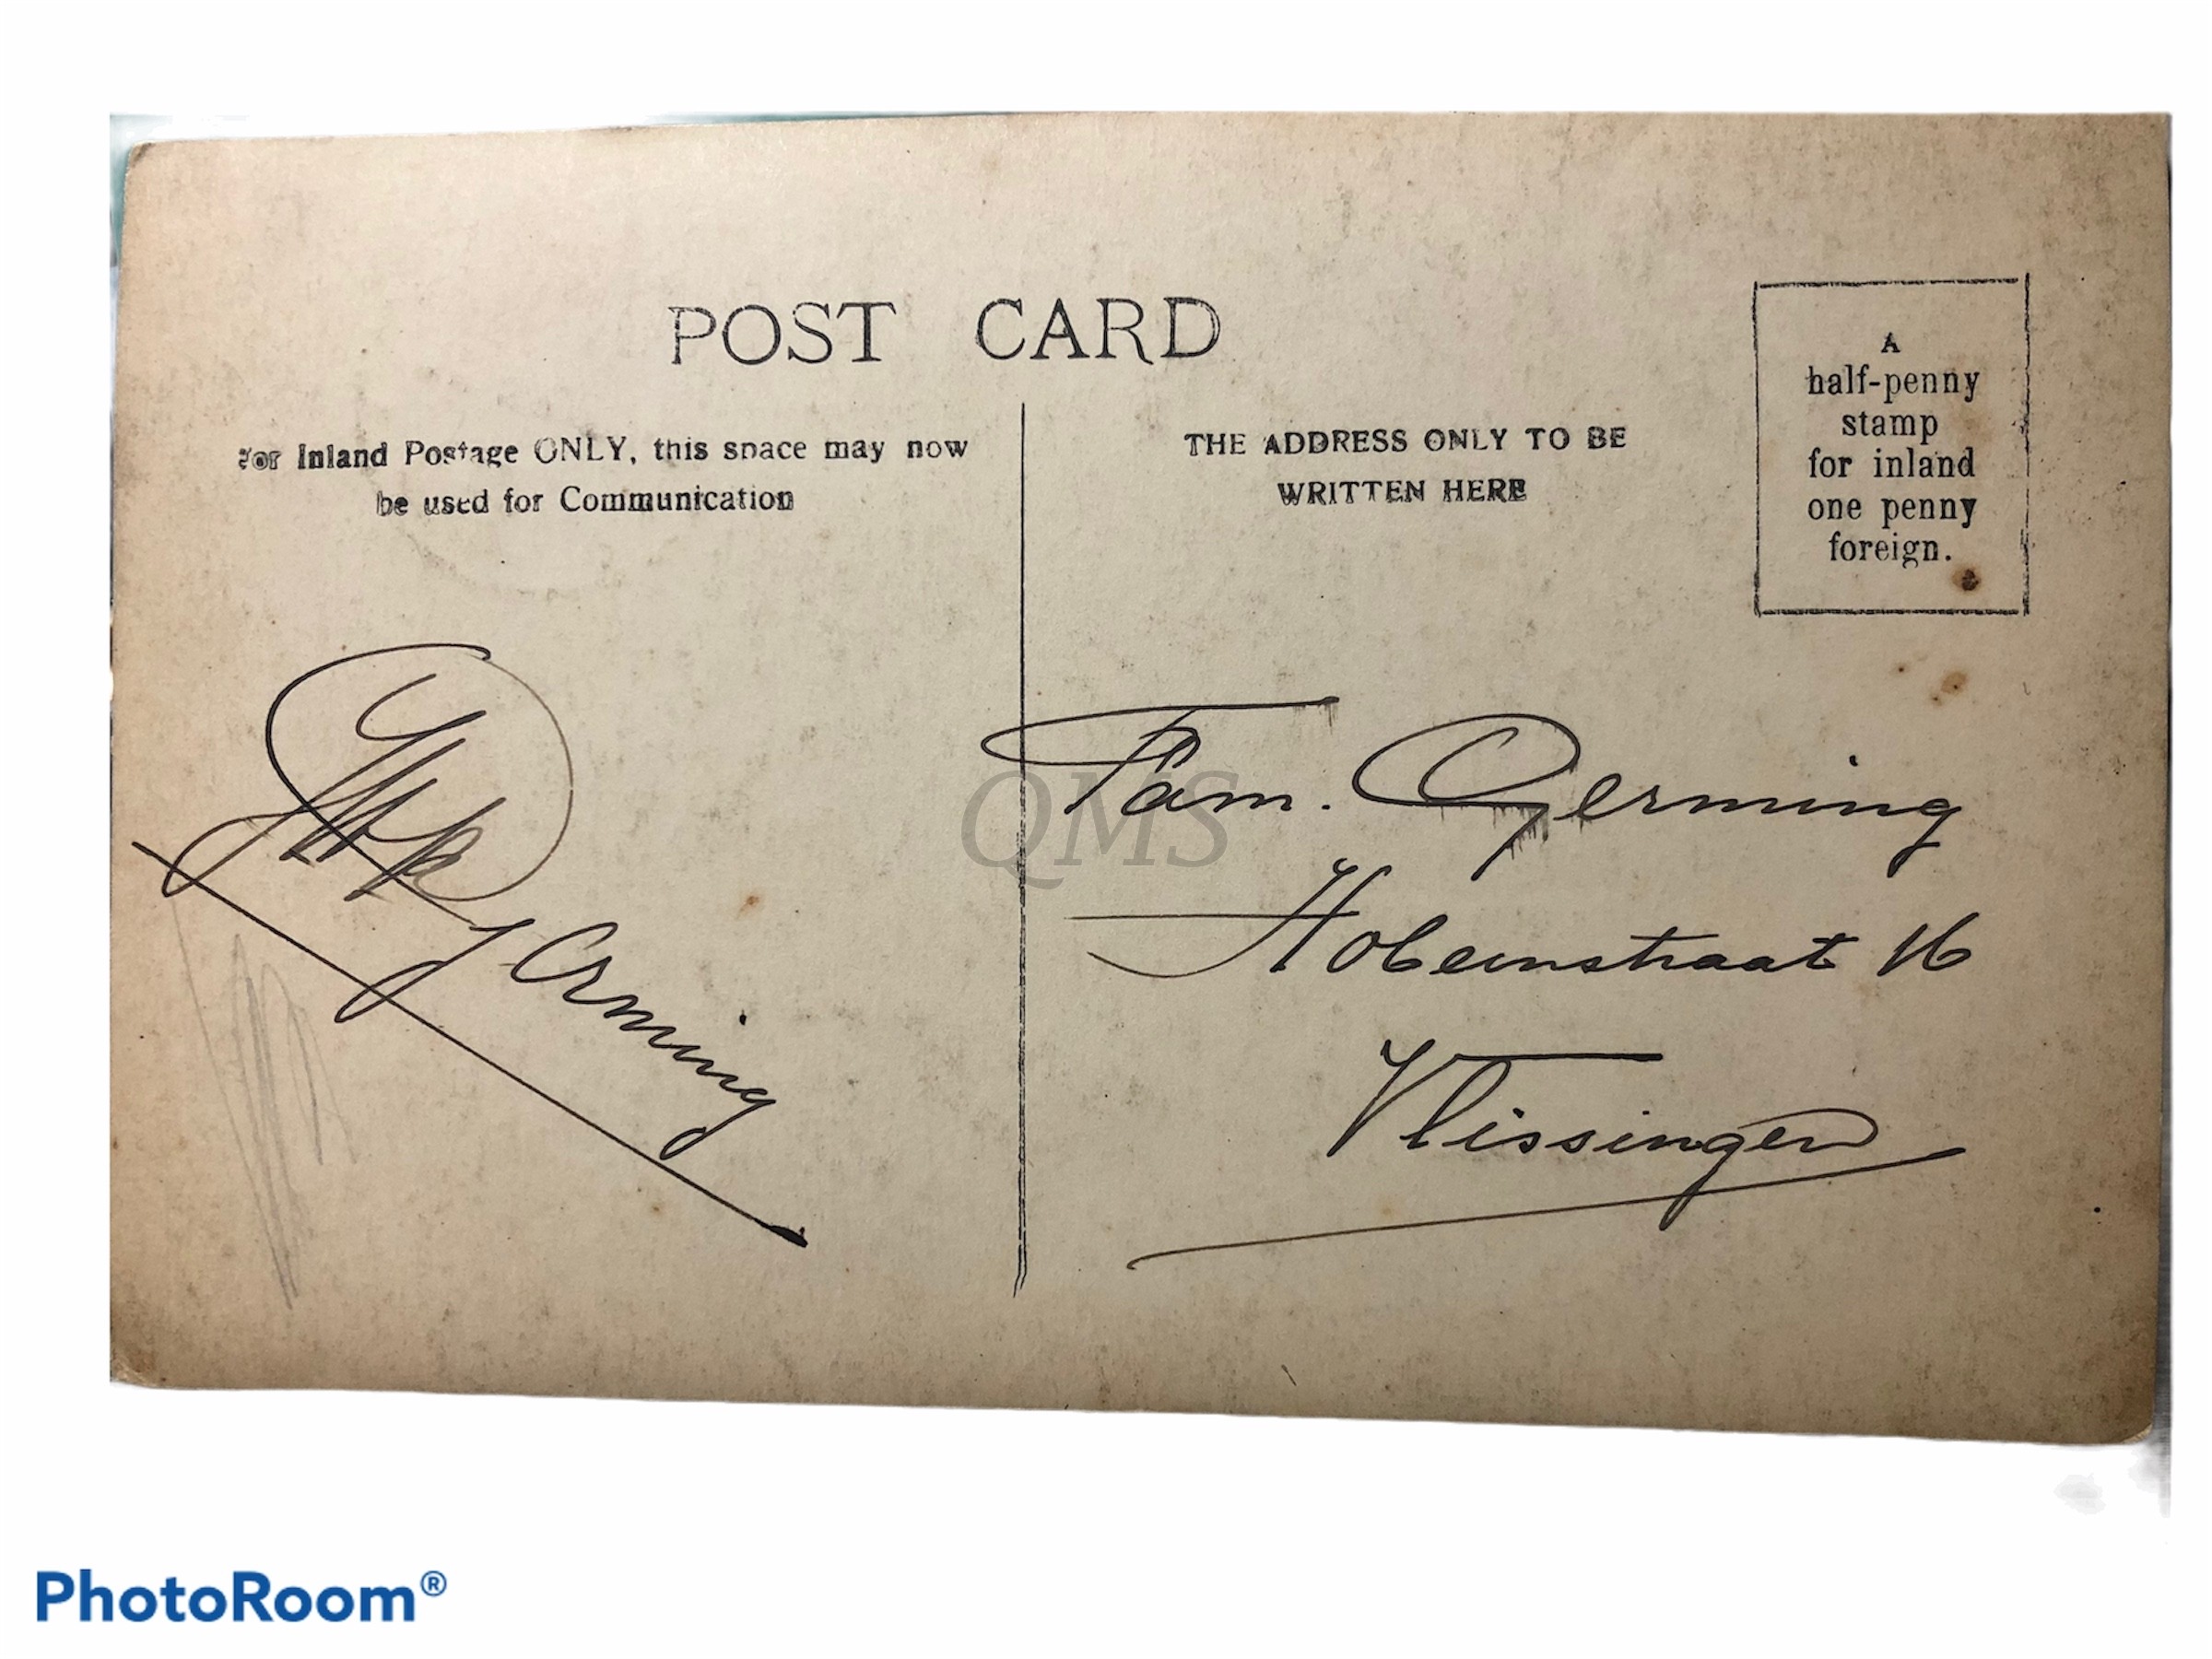 POST CARD
For Inland Postage ONLY, this space may now
be used for Communication
THE ADDRESS ONLY TO BE
WRITTEN HERE
A
half-penny
stamp
for inland
one penny
foreign.
Germing
Fam. Germing
Hobeinstraat 16
Vlissingen
QMS
PhotoRoom®